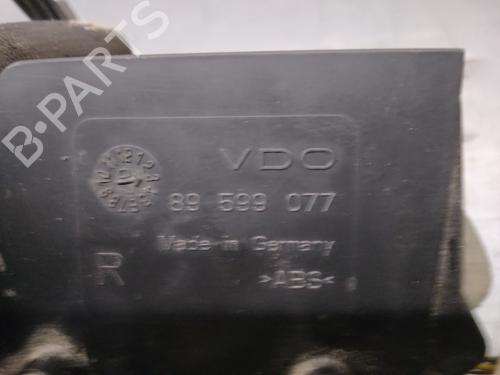 B-PARTS
VDO
89 599 077
Made in Germany
R
>ABS<